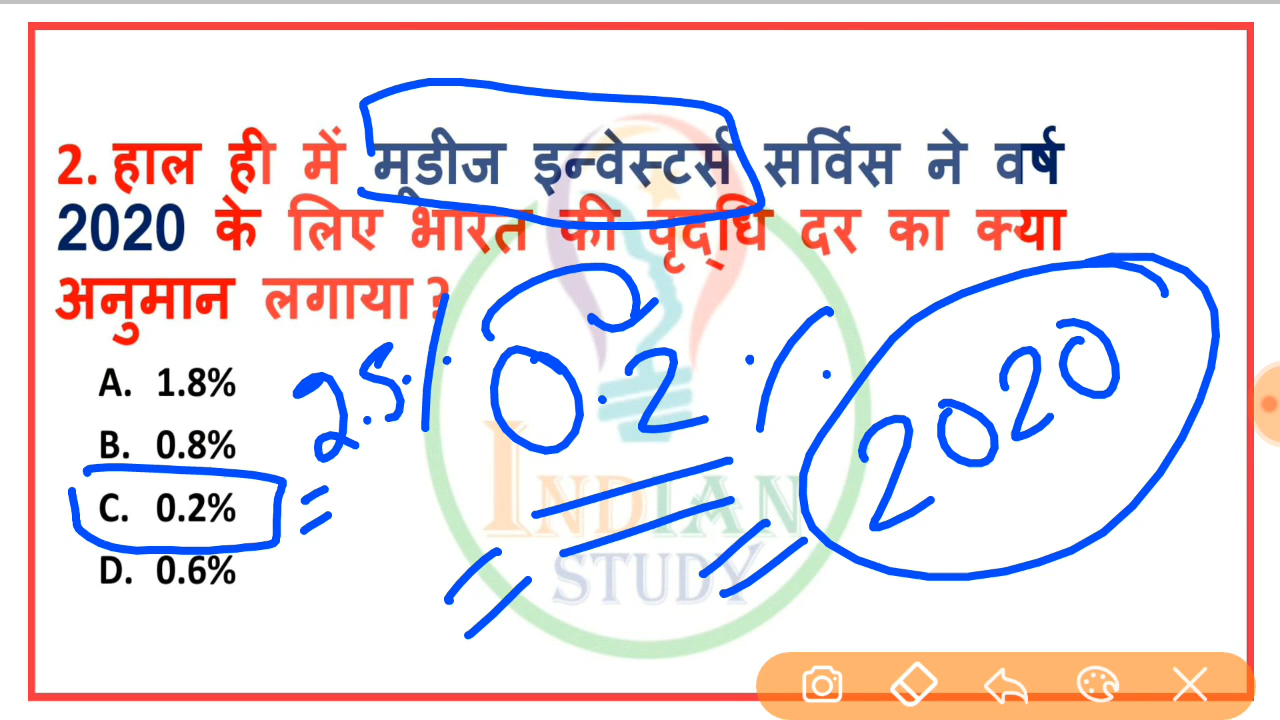 2. हाल ही में मूडीज इन्वेस्टर्स सर्विस ने वर्ष
2020 के लिए भारत की वृद्धि दर का क्या
अनुमान लगाया ?
A. 1.8%
B. 0.8%
C. 0.2%
D. 0.6%
2.5%
0.2%
2020
INDIAN
STUDY